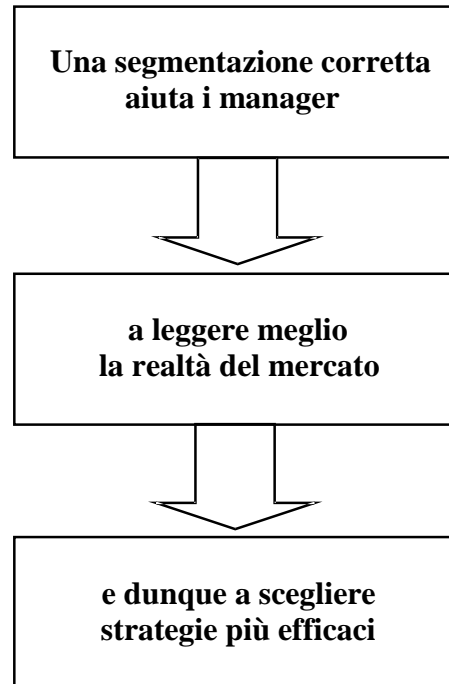 Una segmentazione corretta
aiuta i manager
a leggere meglio
la realtà del mercato
e dunque a scegliere
strategie più efficaci